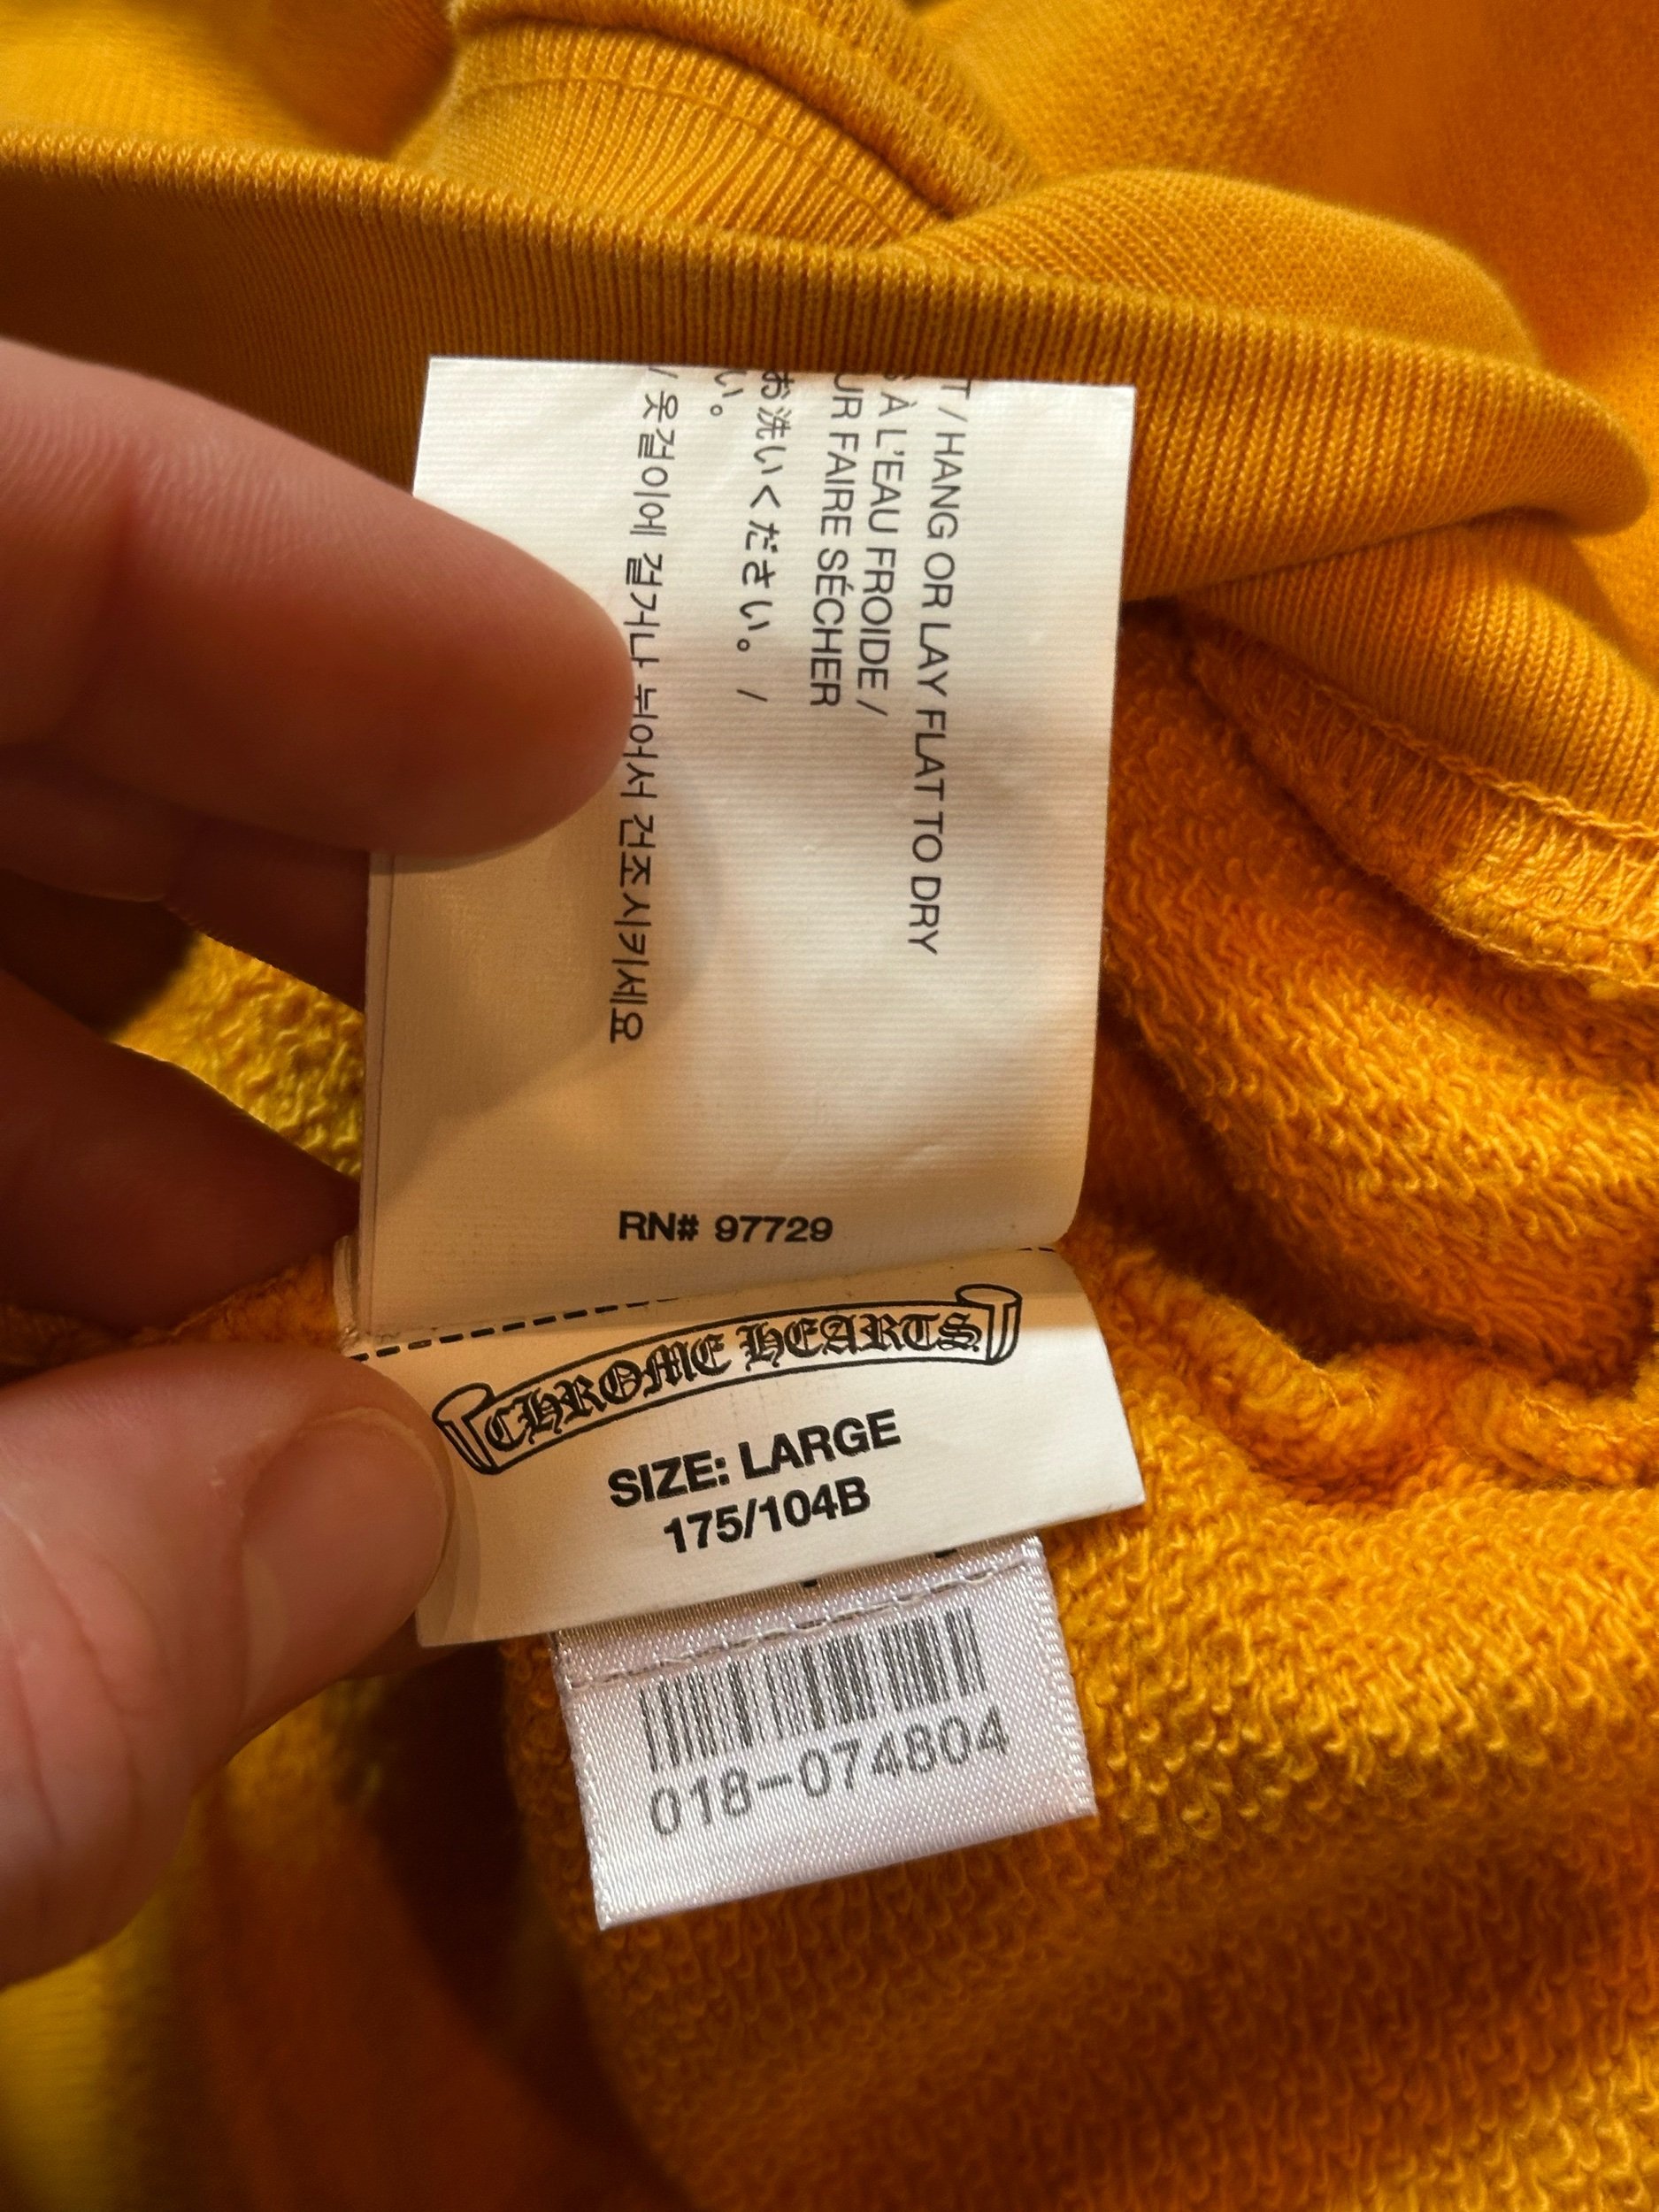 T / HANG OR LAY FLAT TO DRY
À L'EAU FROIDE /
UR FAIRE SÉCHER
お洗いください。 /
い。
/ 옷걸이에 걸거나 뉘어서 건조시키세요
RN# 97729
CHROME HEARTS
SIZE: LARGE
175/104B
018-074804